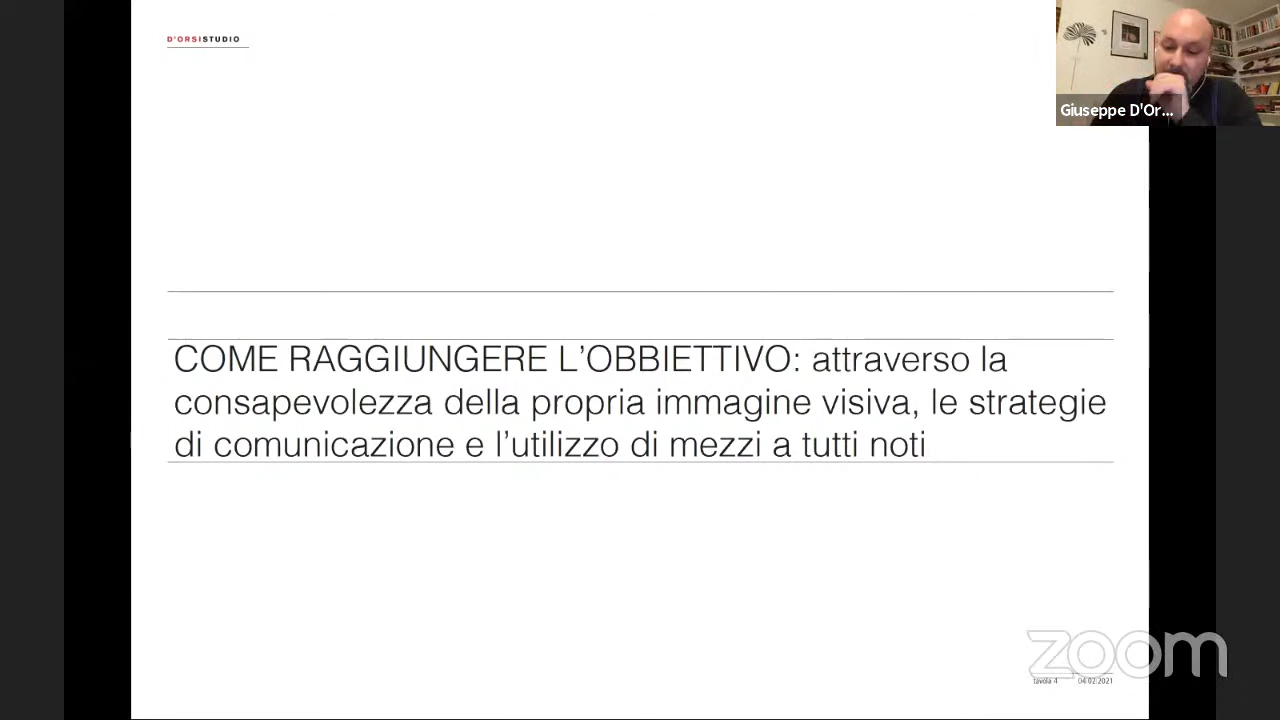 D'ORSISTUDIO
Giuseppe D'Or...
COME RAGGIUNGERE L'OBBIETTIVO: attraverso la
consapevolezza della propria immagine visiva, le strategie
di comunicazione e l'utilizzo di mezzi a tutti noti
zoom
tavola 4 04.02.2021